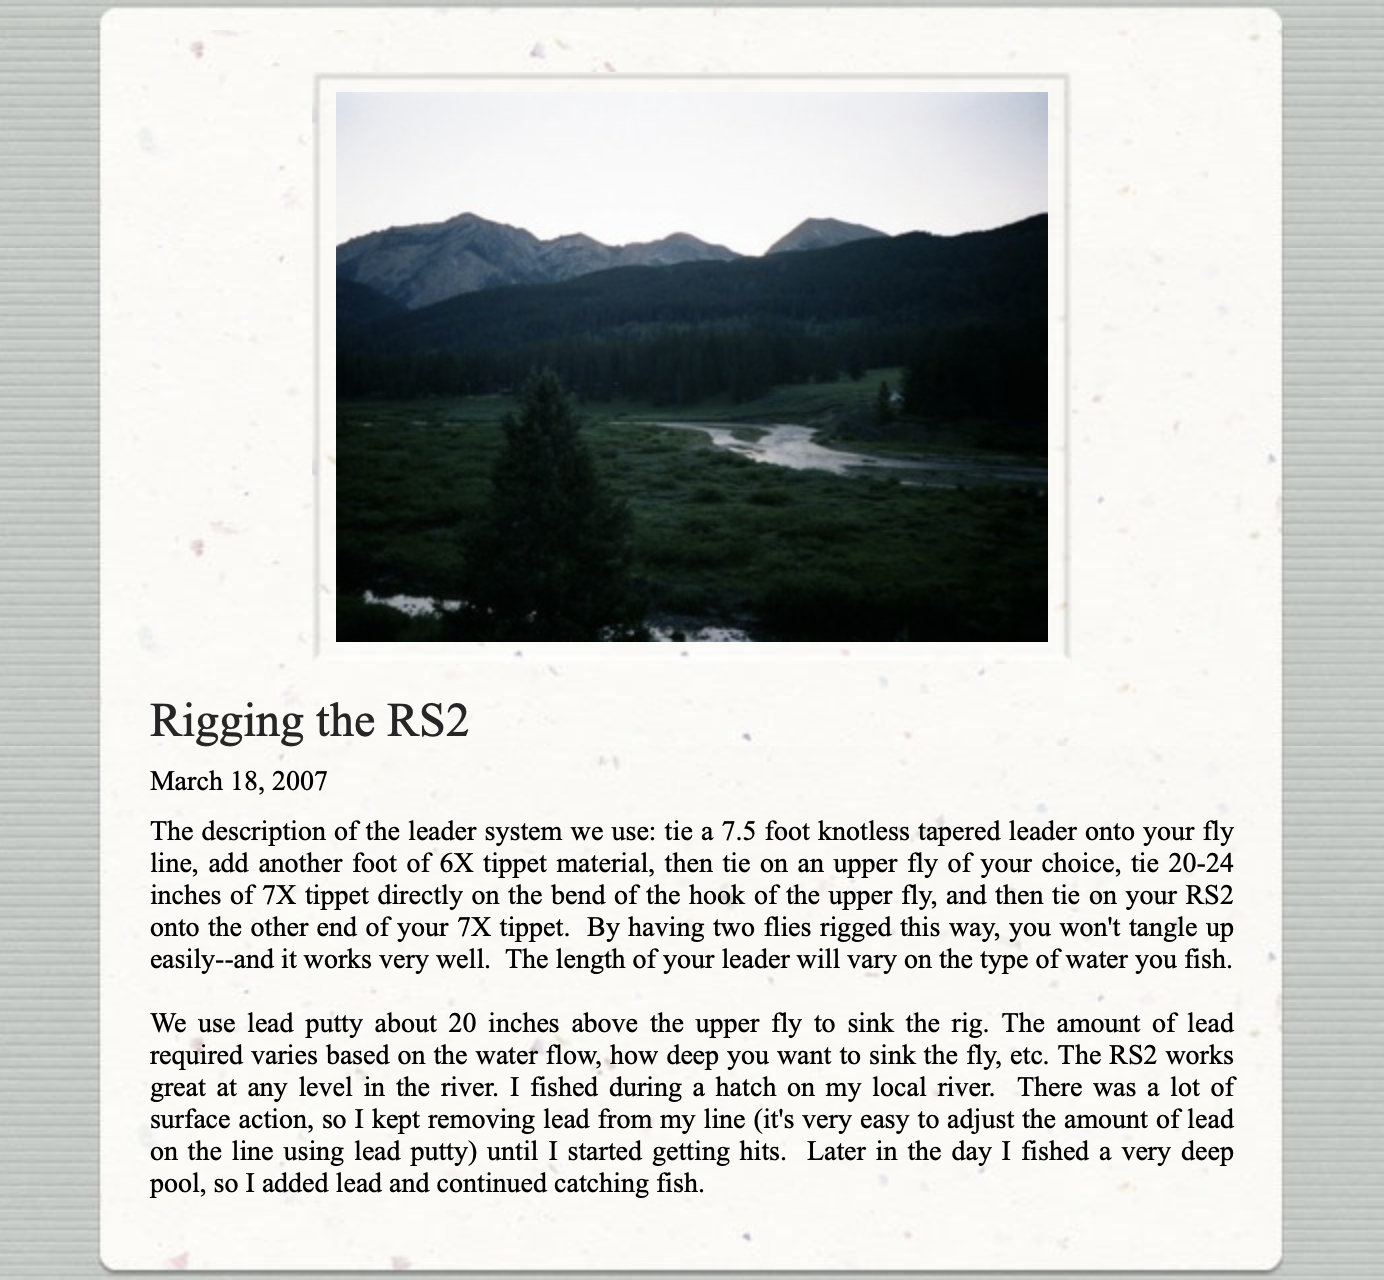 Rigging the RS2
March 18, 2007
The description of the leader system we use: tie a 7.5 foot knotless tapered leader onto your fly
line, add another foot of 6X tippet material, then tie on an upper fly of your choice, tie 20-24
inches of 7X tippet directly on the bend of the hook of the upper fly, and then tie on your RS2
onto the other end of your 7X tippet.  By having two flies rigged this way, you won't tangle up
easily--and it works very well.  The length of your leader will vary on the type of water you fish.
We use lead putty about 20 inches above the upper fly to sink the rig. The amount of lead
required varies based on the water flow, how deep you want to sink the fly, etc. The RS2 works
great at any level in the river. I fished during a hatch on my local river.  There was a lot of
surface action, so I kept removing lead from my line (it's very easy to adjust the amount of lead
on the line using lead putty) until I started getting hits.  Later in the day I fished a very deep
pool, so I added lead and continued catching fish.